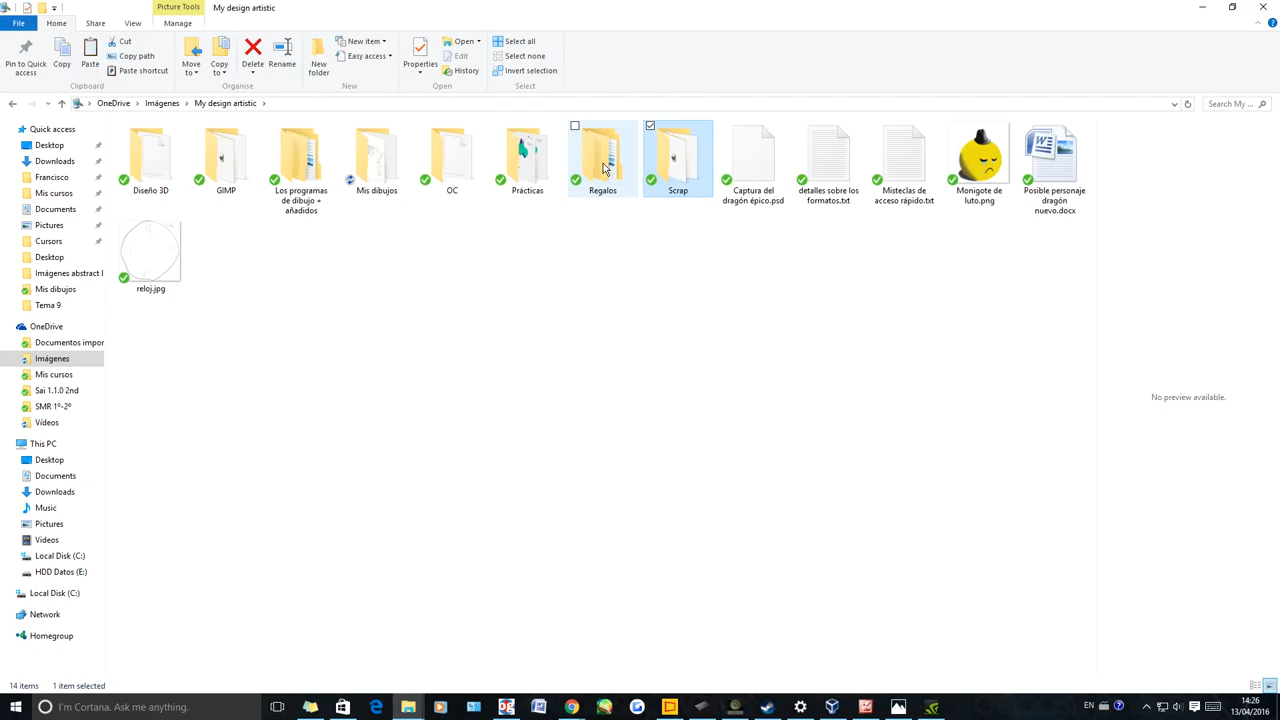 Picture Tools
My design artistic
File
Home
Share
View
Manage
Pin to Quick access
Copy
Paste
Cut
Copy path
Paste shortcut
Clipboard
Move to
Copy to
Delete
Rename
Organise
New folder
New item
Easy access
New
Properties
Open
Edit
History
Open
Select all
Select none
Invert selection
Select
OneDrive
Imágenes
My design artistic
Search My ...
Quick access
Desktop
Downloads
Francisco
Mis cursos
Documents
Pictures
Cursors
Desktop
Imágenes abstract l
Mis dibujos
Tema 9
OneDrive
Documentos impor
Imágenes
Mis cursos
Sai 1.1.0 2nd
SMR 1º-2º
Vídeos
This PC
Desktop
Documents
Downloads
Music
Pictures
Videos
Local Disk (C:)
HDD Datos (E:)
Local Disk (C:)
Network
Homegroup
Diseño 3D
GIMP
Los programas
de dibujo +
añadidos
Mis dibujos
OC
Prácticas
Regalos
Scrap
Captura del
dragón épico.psd
detalles sobre los
formatos.txt
Misteclas de
acceso rápido.txt
Monigote de
luto.png
Posible personaje
dragón
nuevo.docx
reloj.jpg
No preview available.
14 items
1 item selected
I'm Cortana. Ask me anything.
EN
14:26
13/04/2016